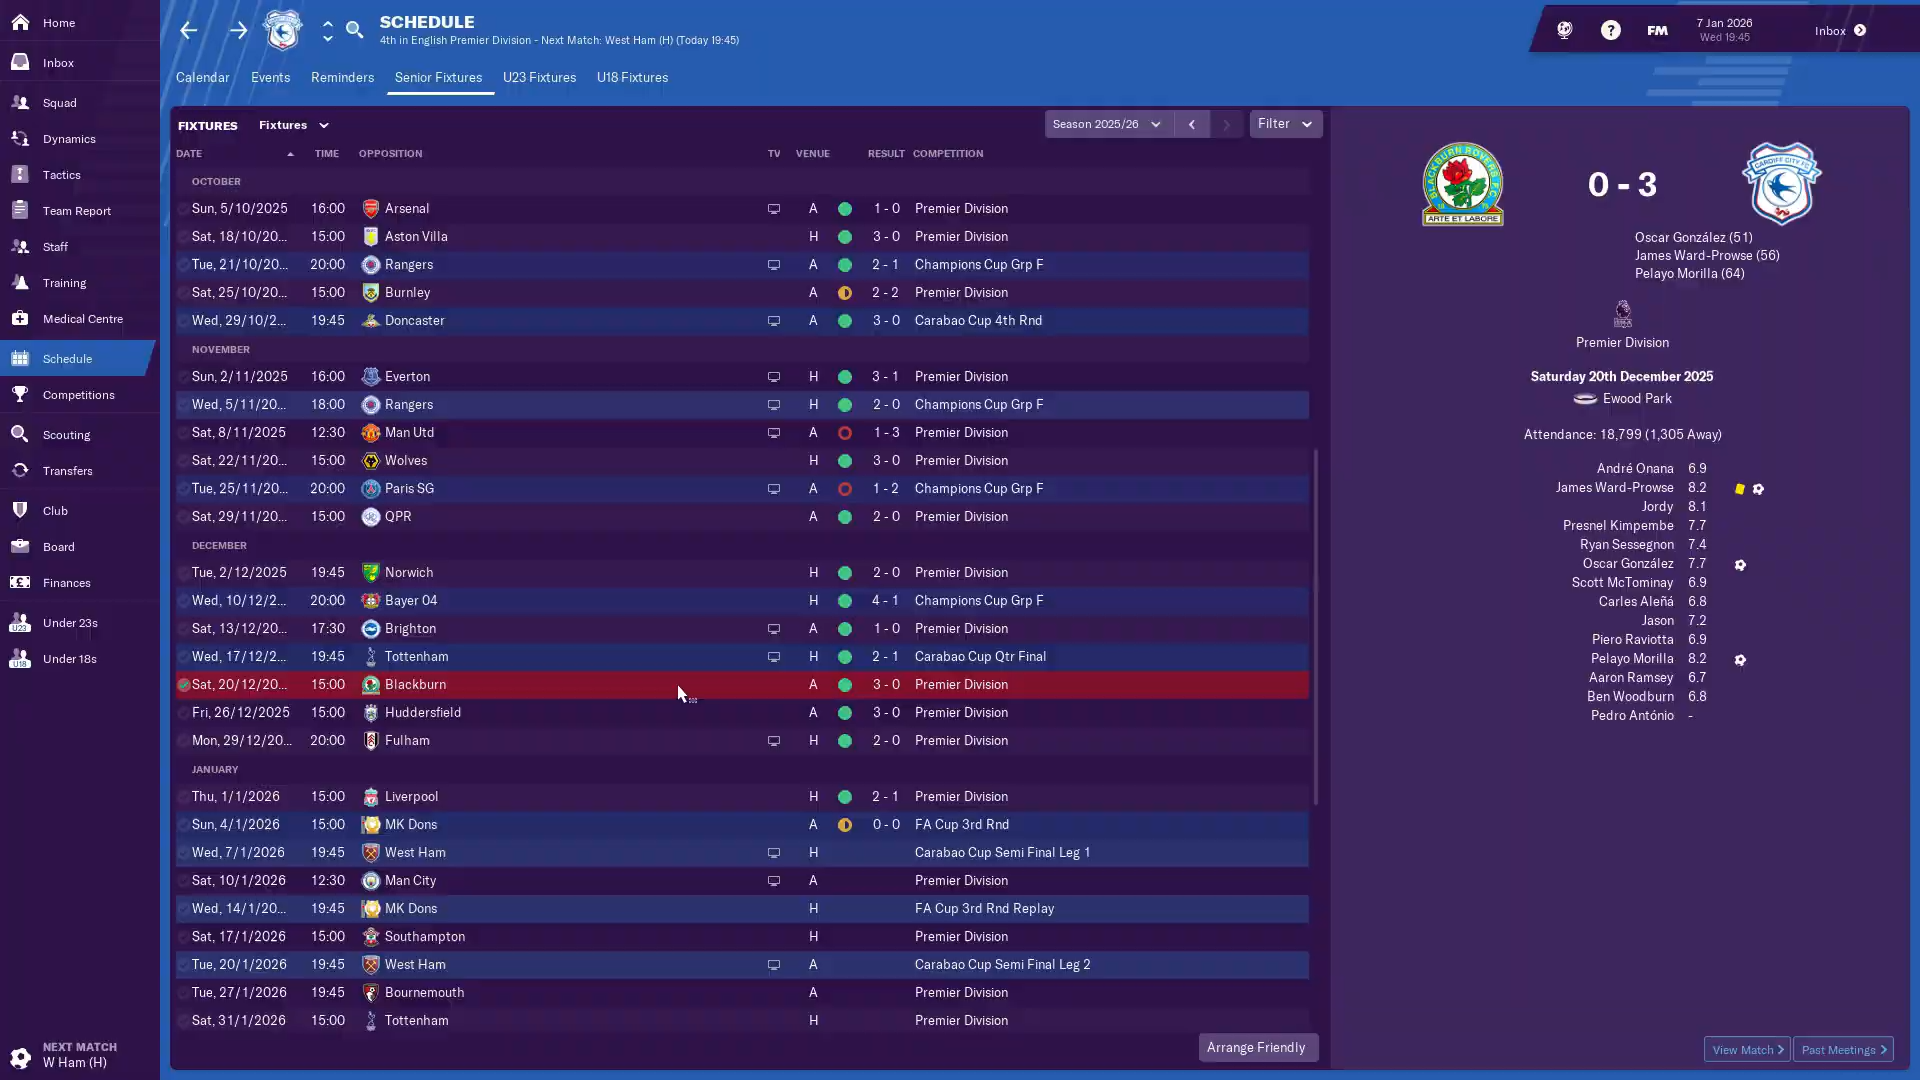 Home
Inbox
Squad
Dynamics
Tactics
Team Report
Staff
Training
Medical Centre
Schedule
Competitions
Scouting
Transfers
Club
Board
Finances
U23 Under 23s
U18 Under 18s
NEXT MATCH
W Ham (H)
SCHEDULE
4th in English Premier Division - Next Match: West Ham (H) (Today 19:45)
? FM 7 Jan 2026 Inbox
Wed 19:45
Calendar Events Reminders Senior Fixtures U23 Fixtures U18 Fixtures
FIXTURES Fixtures Season 2025/26 Filter
DATE TIME OPPOSITION TV VENUE RESULT COMPETITION
OCTOBER
Sun, 5/10/2025 16:00 Arsenal A 1 - 0 Premier Division
Sat, 18/10/20... 15:00 Aston Villa H 3 - 0 Premier Division
Tue, 21/10/20... 20:00 Rangers A 2 - 1 Champions Cup Grp F
Sat, 25/10/20... 15:00 Burnley A 2 - 2 Premier Division
Wed, 29/10/2... 19:45 Doncaster A 3 - 0 Carabao Cup 4th Rnd
NOVEMBER
Sun, 2/11/2025 16:00 Everton H 3 - 1 Premier Division
Wed, 5/11/20... 18:00 Rangers H 2 - 0 Champions Cup Grp F
Sat, 8/11/2025 12:30 Man Utd A 1 - 3 Premier Division
Sat, 22/11/20... 15:00 Wolves H 3 - 0 Premier Division
Tue, 25/11/20... 20:00 Paris SG A 1 - 2 Champions Cup Grp F
Sat, 29/11/20... 15:00 QPR A 2 - 0 Premier Division
DECEMBER
Tue, 2/12/2025 19:45 Norwich H 2 - 0 Premier Division
Wed, 10/12/2... 20:00 Bayer 04 H 4 - 1 Champions Cup Grp F
Sat, 13/12/20... 17:30 Brighton A 1 - 0 Premier Division
Wed, 17/12/2... 19:45 Tottenham H 2 - 1 Carabao Cup Qtr Final
Sat, 20/12/20... 15:00 Blackburn A 3 - 0 Premier Division
Fri, 26/12/2025 15:00 Huddersfield A 3 - 0 Premier Division
Mon, 29/12/20... 20:00 Fulham H 2 - 0 Premier Division
JANUARY
Thu, 1/1/2026 15:00 Liverpool H 2 - 1 Premier Division
Sun, 4/1/2026 15:00 MK Dons A 0 - 0 FA Cup 3rd Rnd
Wed, 7/1/2026 19:45 West Ham H Carabao Cup Semi Final Leg 1
Sat, 10/1/2026 12:30 Man City A Premier Division
Wed, 14/1/20... 19:45 MK Dons H FA Cup 3rd Rnd Replay
Sat, 17/1/2026 15:00 Southampton H Premier Division
Tue, 20/1/2026 19:45 West Ham A Carabao Cup Semi Final Leg 2
Tue, 27/1/2026 19:45 Bournemouth A Premier Division
Sat, 31/1/2026 15:00 Tottenham H Premier Division
Arrange Friendly
BLACKBURN ROVERS F.C.
ARTE ET LABORE
0 - 3
CARDIFF CITY FC
Oscar González (51)
James Ward-Prowse (56)
Pelayo Morilla (64)
Premier Division
Saturday 20th December 2025
Ewood Park
Attendance: 18,799 (1,305 Away)
André Onana 6.9
James Ward-Prowse 8.2
Jordy 8.1
Presnel Kimpembe 7.7
Ryan Sessegnon 7.4
Oscar González 7.7
Scott McTominay 6.9
Carles Aleñá 6.8
Jason 7.2
Piero Raviotta 6.9
Pelayo Morilla 8.2
Aaron Ramsey 6.7
Ben Woodburn 6.8
Pedro António -
View Match Past Meetings